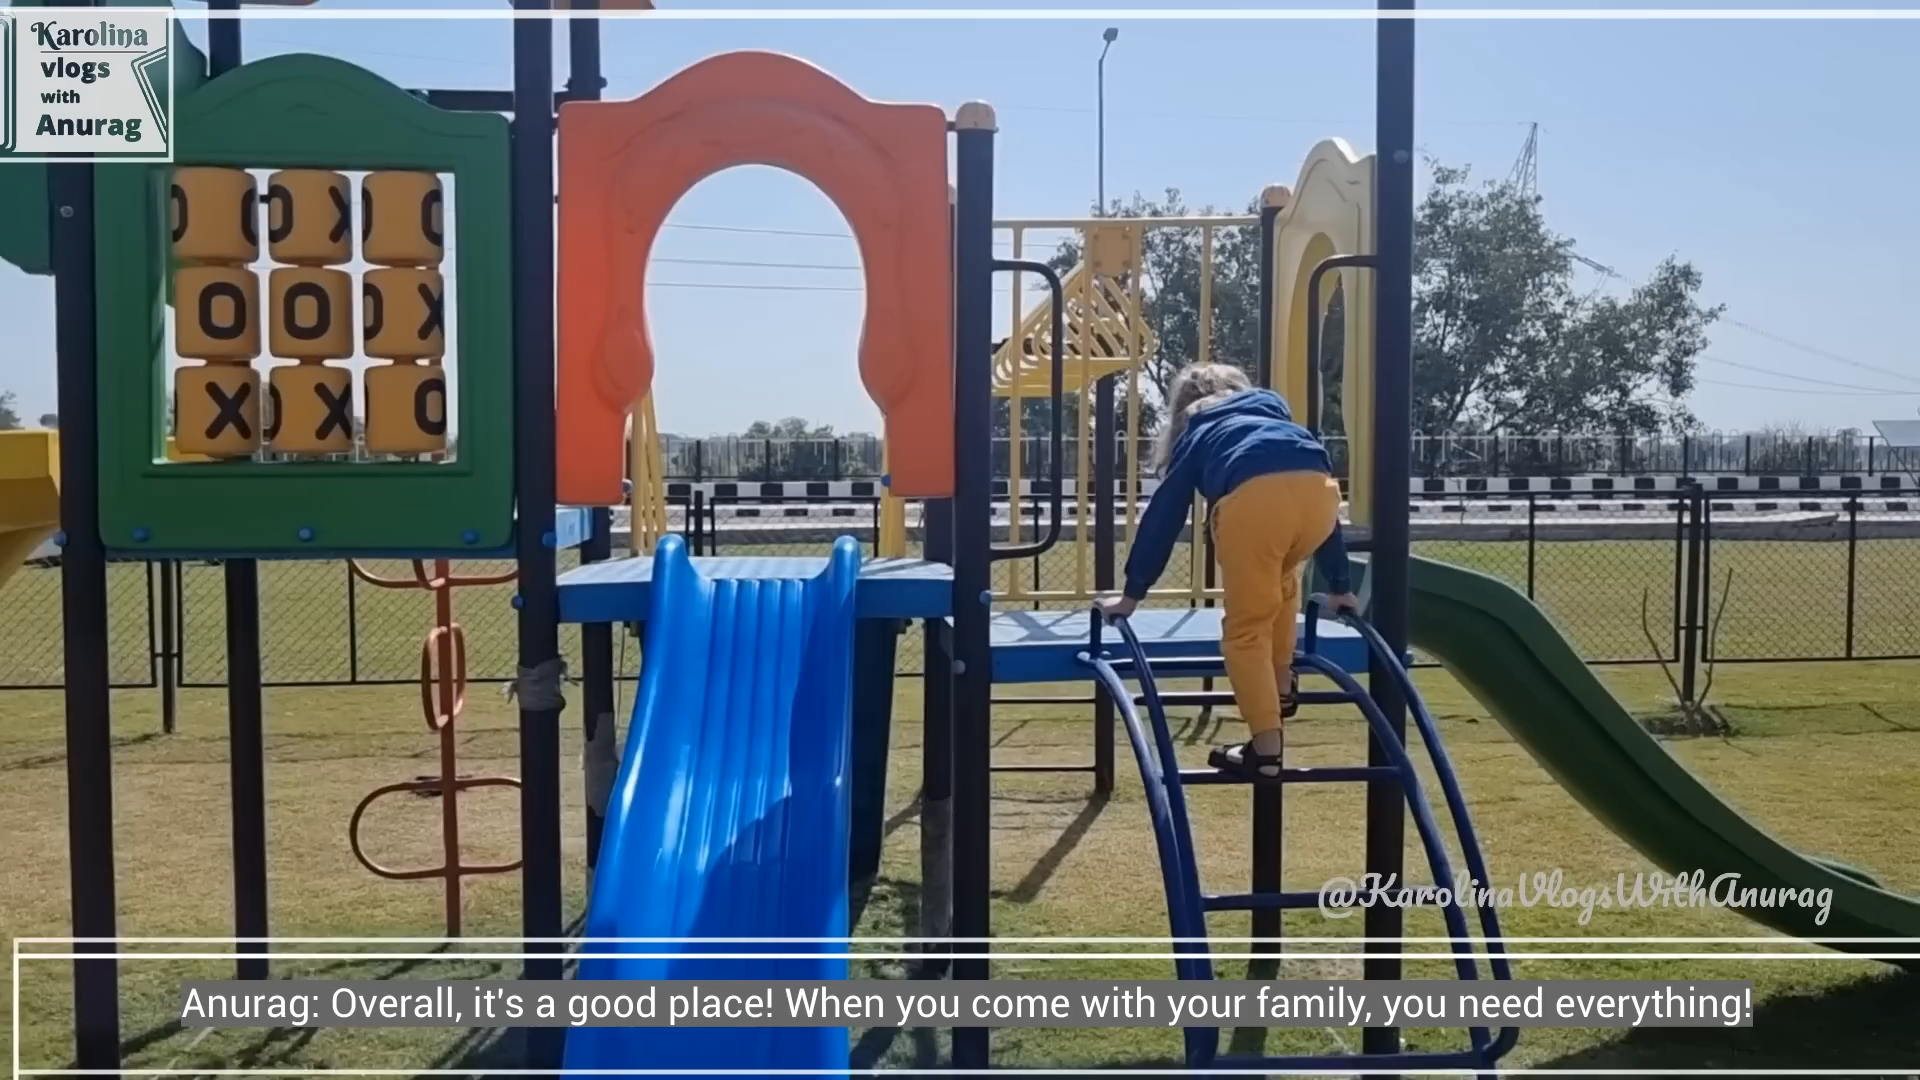 Karolina
vlogs
with
Anurag
O O O X O O
O O O X
X O X O
@KarolinaVlogsWithAnurag
Anurag: Overall, it's a good place! When you come with your family, you need everything!